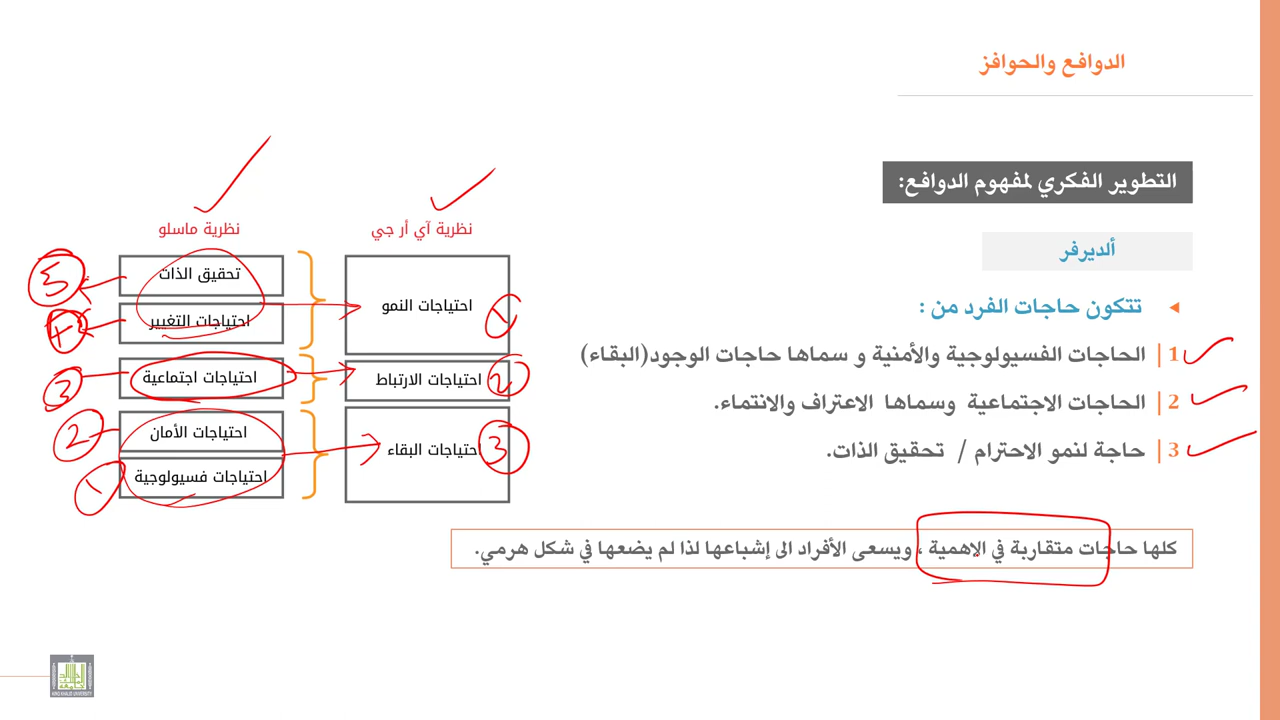 الدوافع والحوافز
التطوير الفكري لمفهوم الدوافع:
ألديرفر
تتكون حاجات الفرد من :
1 | الحاجات الفسيولوجية والأمنية و سماها حاجات الوجود(البقاء)
2 | الحاجات الاجتماعية وسماها الاعتراف والانتماء.
3 | حاجة لنمو الاحترام / تحقيق الذات.
نظرية آي أر جي
نظرية ماسلو
احتياجات النمو
احتياجات الارتباط 2
احتياجات البقاء 3
تحقيق الذات 5
احتياجات التغيير 4
احتياجات اجتماعية 3
احتياجات الأمان 2
احتياجات فسيولوجية 1
كلها حاجات متقاربة في الاهمية ، ويسعى الأفراد الى إشباعها لذا لم يضعها في شكل هرمي.
KING KHALID UNIVERSITY